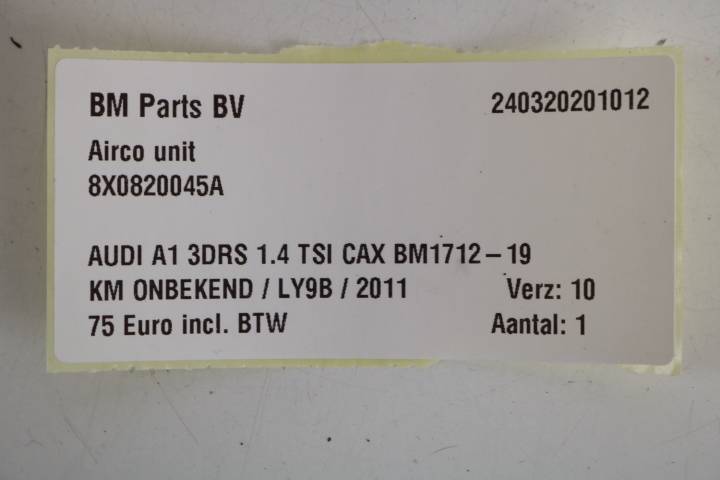 BM Parts BV 240320201012
Airco unit
8X0820045A
AUDI A1 3DRS 1.4 TSI CAX BM1712-19
KM ONBEKEND / LY9B / 2011 Verz: 10
75 Euro incl. BTW Aantal: 1